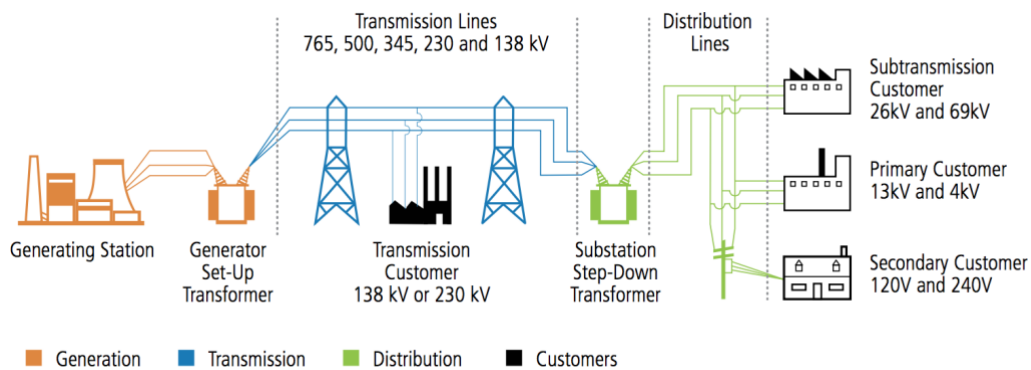 Transmission Lines
765, 500, 345, 230 and 138 kV
Distribution
Lines
Subtransmission
Customer
26kV and 69kV
Primary Customer
13kV and 4kV
Generating Station
Generator
Set-Up
Transformer
Transmission
Customer
138 kV or 230 kV
Substation
Step-Down
Transformer
Secondary Customer
120V and 240V
Generation
Transmission
Distribution
Customers